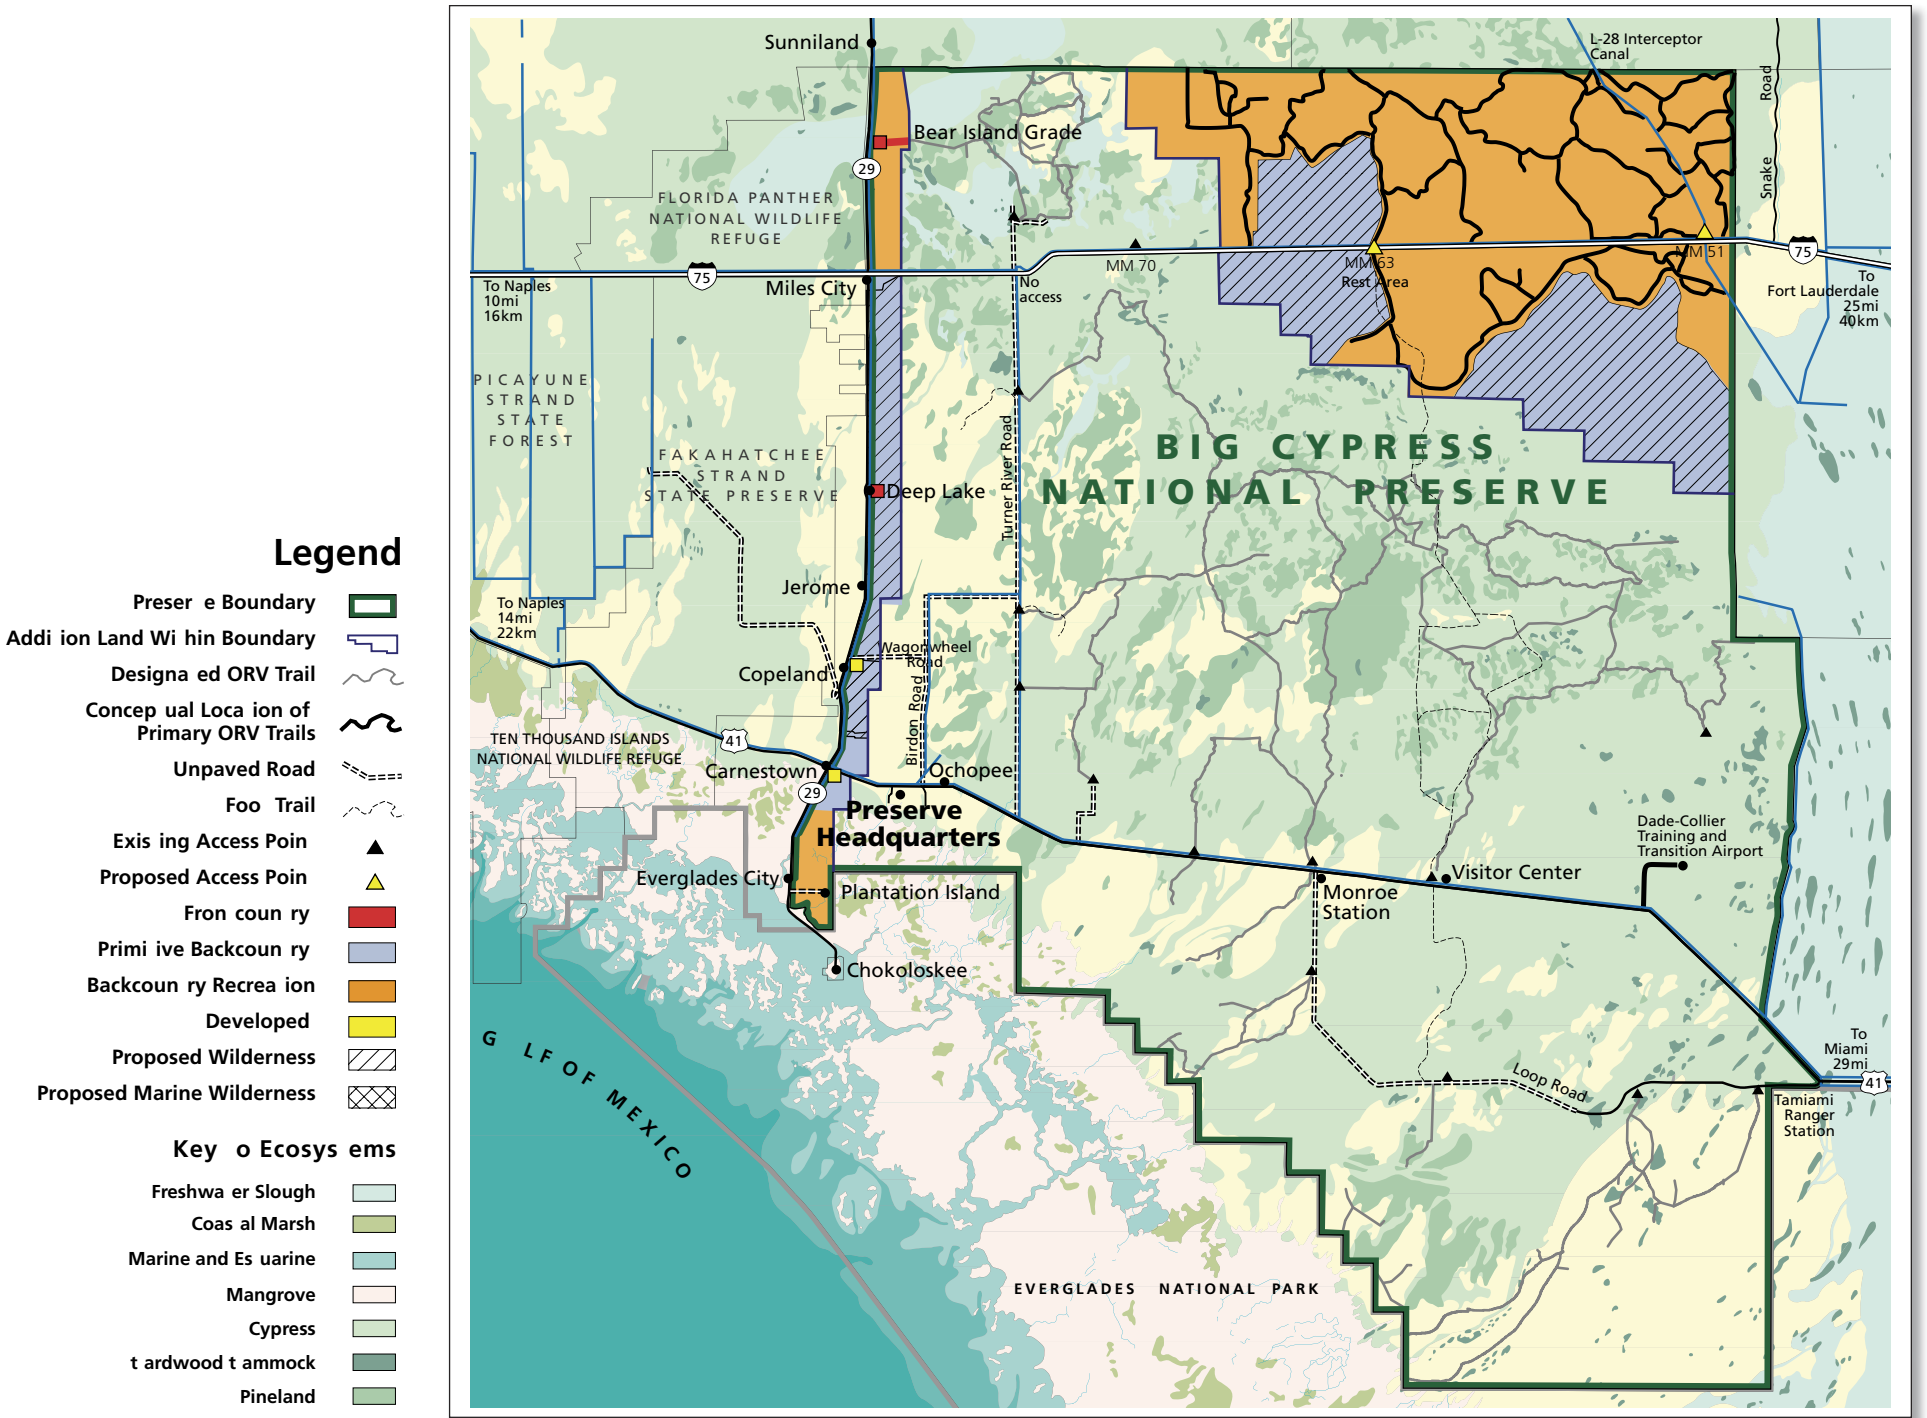 Legend
Preser e Boundary
Addi ion Land Wi hin Boundary
Designa ed ORV Trail
Concep ual Loca ion of
Primary ORV Trails
Unpaved Road
Foo Trail
Exis ing Access Poin
Proposed Access Poin
Fron coun ry
Primi ive Backcoun ry
Backcoun ry Recrea ion
Developed
Proposed Wilderness
Proposed Marine Wilderness
Key o Ecosys ems
Freshwa er Slough
Coas al Marsh
Marine and Es uarine
Mangrove
Cypress
t ardwood t ammock
Pineland
Sunniland
L-28 Interceptor
Canal
Snake Road
Bear Island Grade
29
FLORIDA PANTHER
NATIONAL WILDLIFE
REFUGE
75
To Naples
10mi
16km
Miles City
No
access
MM 70
MM 63
Rest Area
MM 51
75
To
Fort Lauderdale
25mi
40km
PICAYUNE
STRAND
STATE
FOREST
FAKAHATCHEE
STRAND
STATE PRESERVE
Deep Lake
Turner River Road
BIG CYPRESS
NATIONAL PRESERVE
Jerome
To Naples
14mi
22km
Wagonwheel
Road
Copeland
Birdon Road
TEN THOUSAND ISLANDS
NATIONAL WILDLIFE REFUGE
41
Carnestown
29
Ochopee
Preserve
Headquarters
Everglades City
Plantation Island
Chokoloskee
Monroe
Station
Visitor Center
Dade-Collier
Training and
Transition Airport
Loop Road
To
Miami
29mi
41
Tamiami
Ranger
Station
G LF OF MEXICO
EVERGLADES NATIONAL PARK